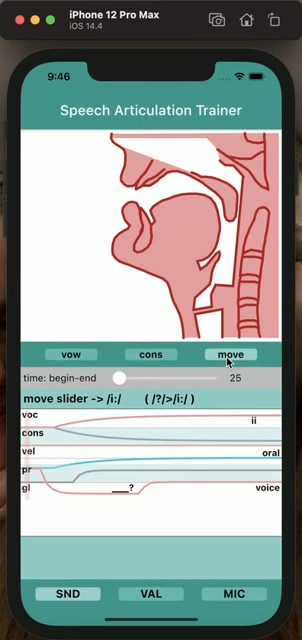 iPhone 12 Pro Max
iOS 14.4
9:46
Speech Articulation Trainer
vow cons move
time: begin-end 25
move slider -> /i:/ ( /?/>/i:/ )
voc
ii
cons
vel oral
pr
gl ___? voice
SND VAL MIC